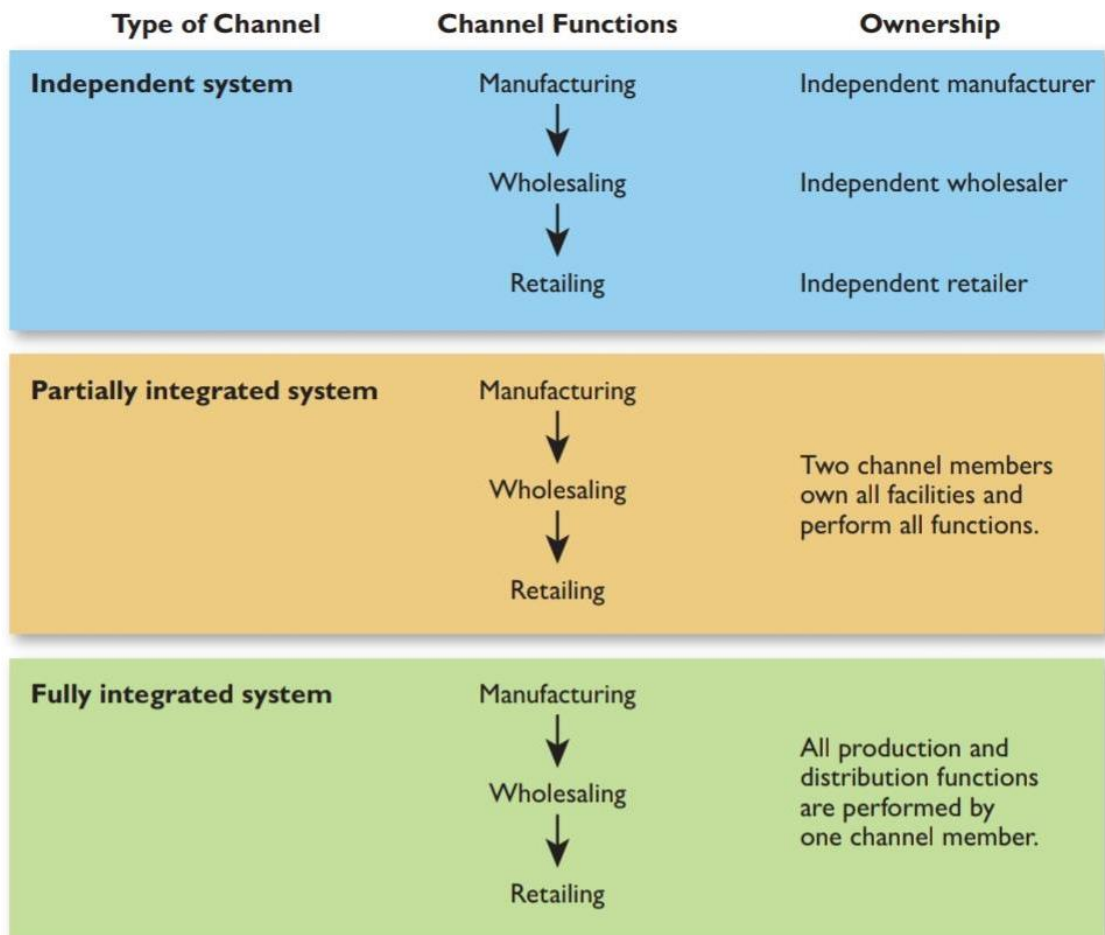 Type of Channel Channel Functions Ownership
Independent system Manufacturing Independent manufacturer
Wholesaling Independent wholesaler
Retailing Independent retailer
Partially integrated system Manufacturing
Two channel members
Wholesaling own all facilities and
perform all functions.
Retailing
Fully integrated system Manufacturing
All production and
distribution functions
Wholesaling are performed by
one channel member.
Retailing